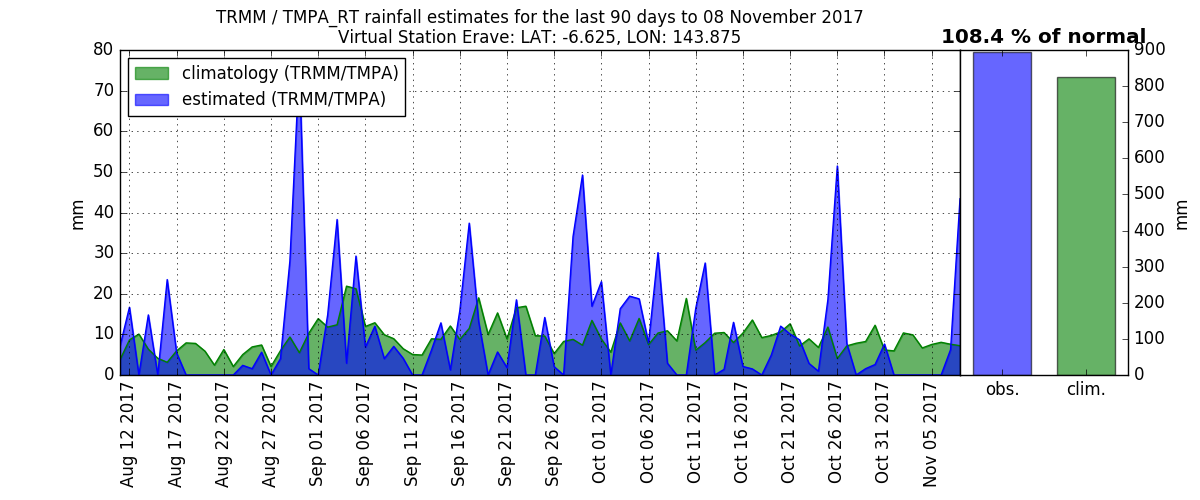 TRMM / TMPA_RT rainfall estimates for the last 90 days to 08 November 2017
Virtual Station Erave: LAT: -6.625, LON: 143.875
108.4 % of normal
climatology (TRMM/TMPA)
estimated (TRMM/TMPA)
mm
80
70
60
50
40
30
20
10
0
Aug 12 2017
Aug 17 2017
Aug 22 2017
Aug 27 2017
Sep 01 2017
Sep 06 2017
Sep 11 2017
Sep 16 2017
Sep 21 2017
Sep 26 2017
Oct 01 2017
Oct 06 2017
Oct 11 2017
Oct 16 2017
Oct 21 2017
Oct 26 2017
Oct 31 2017
Nov 05 2017
obs.
clim.
900
800
700
600
500
400
300
200
100
0
mm